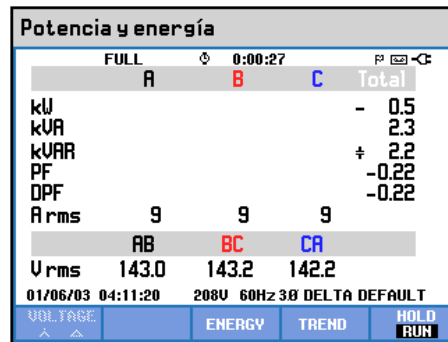 Potencia y energía
FULL 0:00:27
A B C Total
kW - 0.5
kVA 2.3
kVAR ÷ 2.2
PF -0.22
DPF -0.22
A rms 9 9 9
AB BC CA
V rms 143.0 143.2 142.2
01/06/03 04:11:20 208V 60Hz 3Ø DELTA DEFAULT
VOLTAGE ENERGY TREND HOLD
RUN